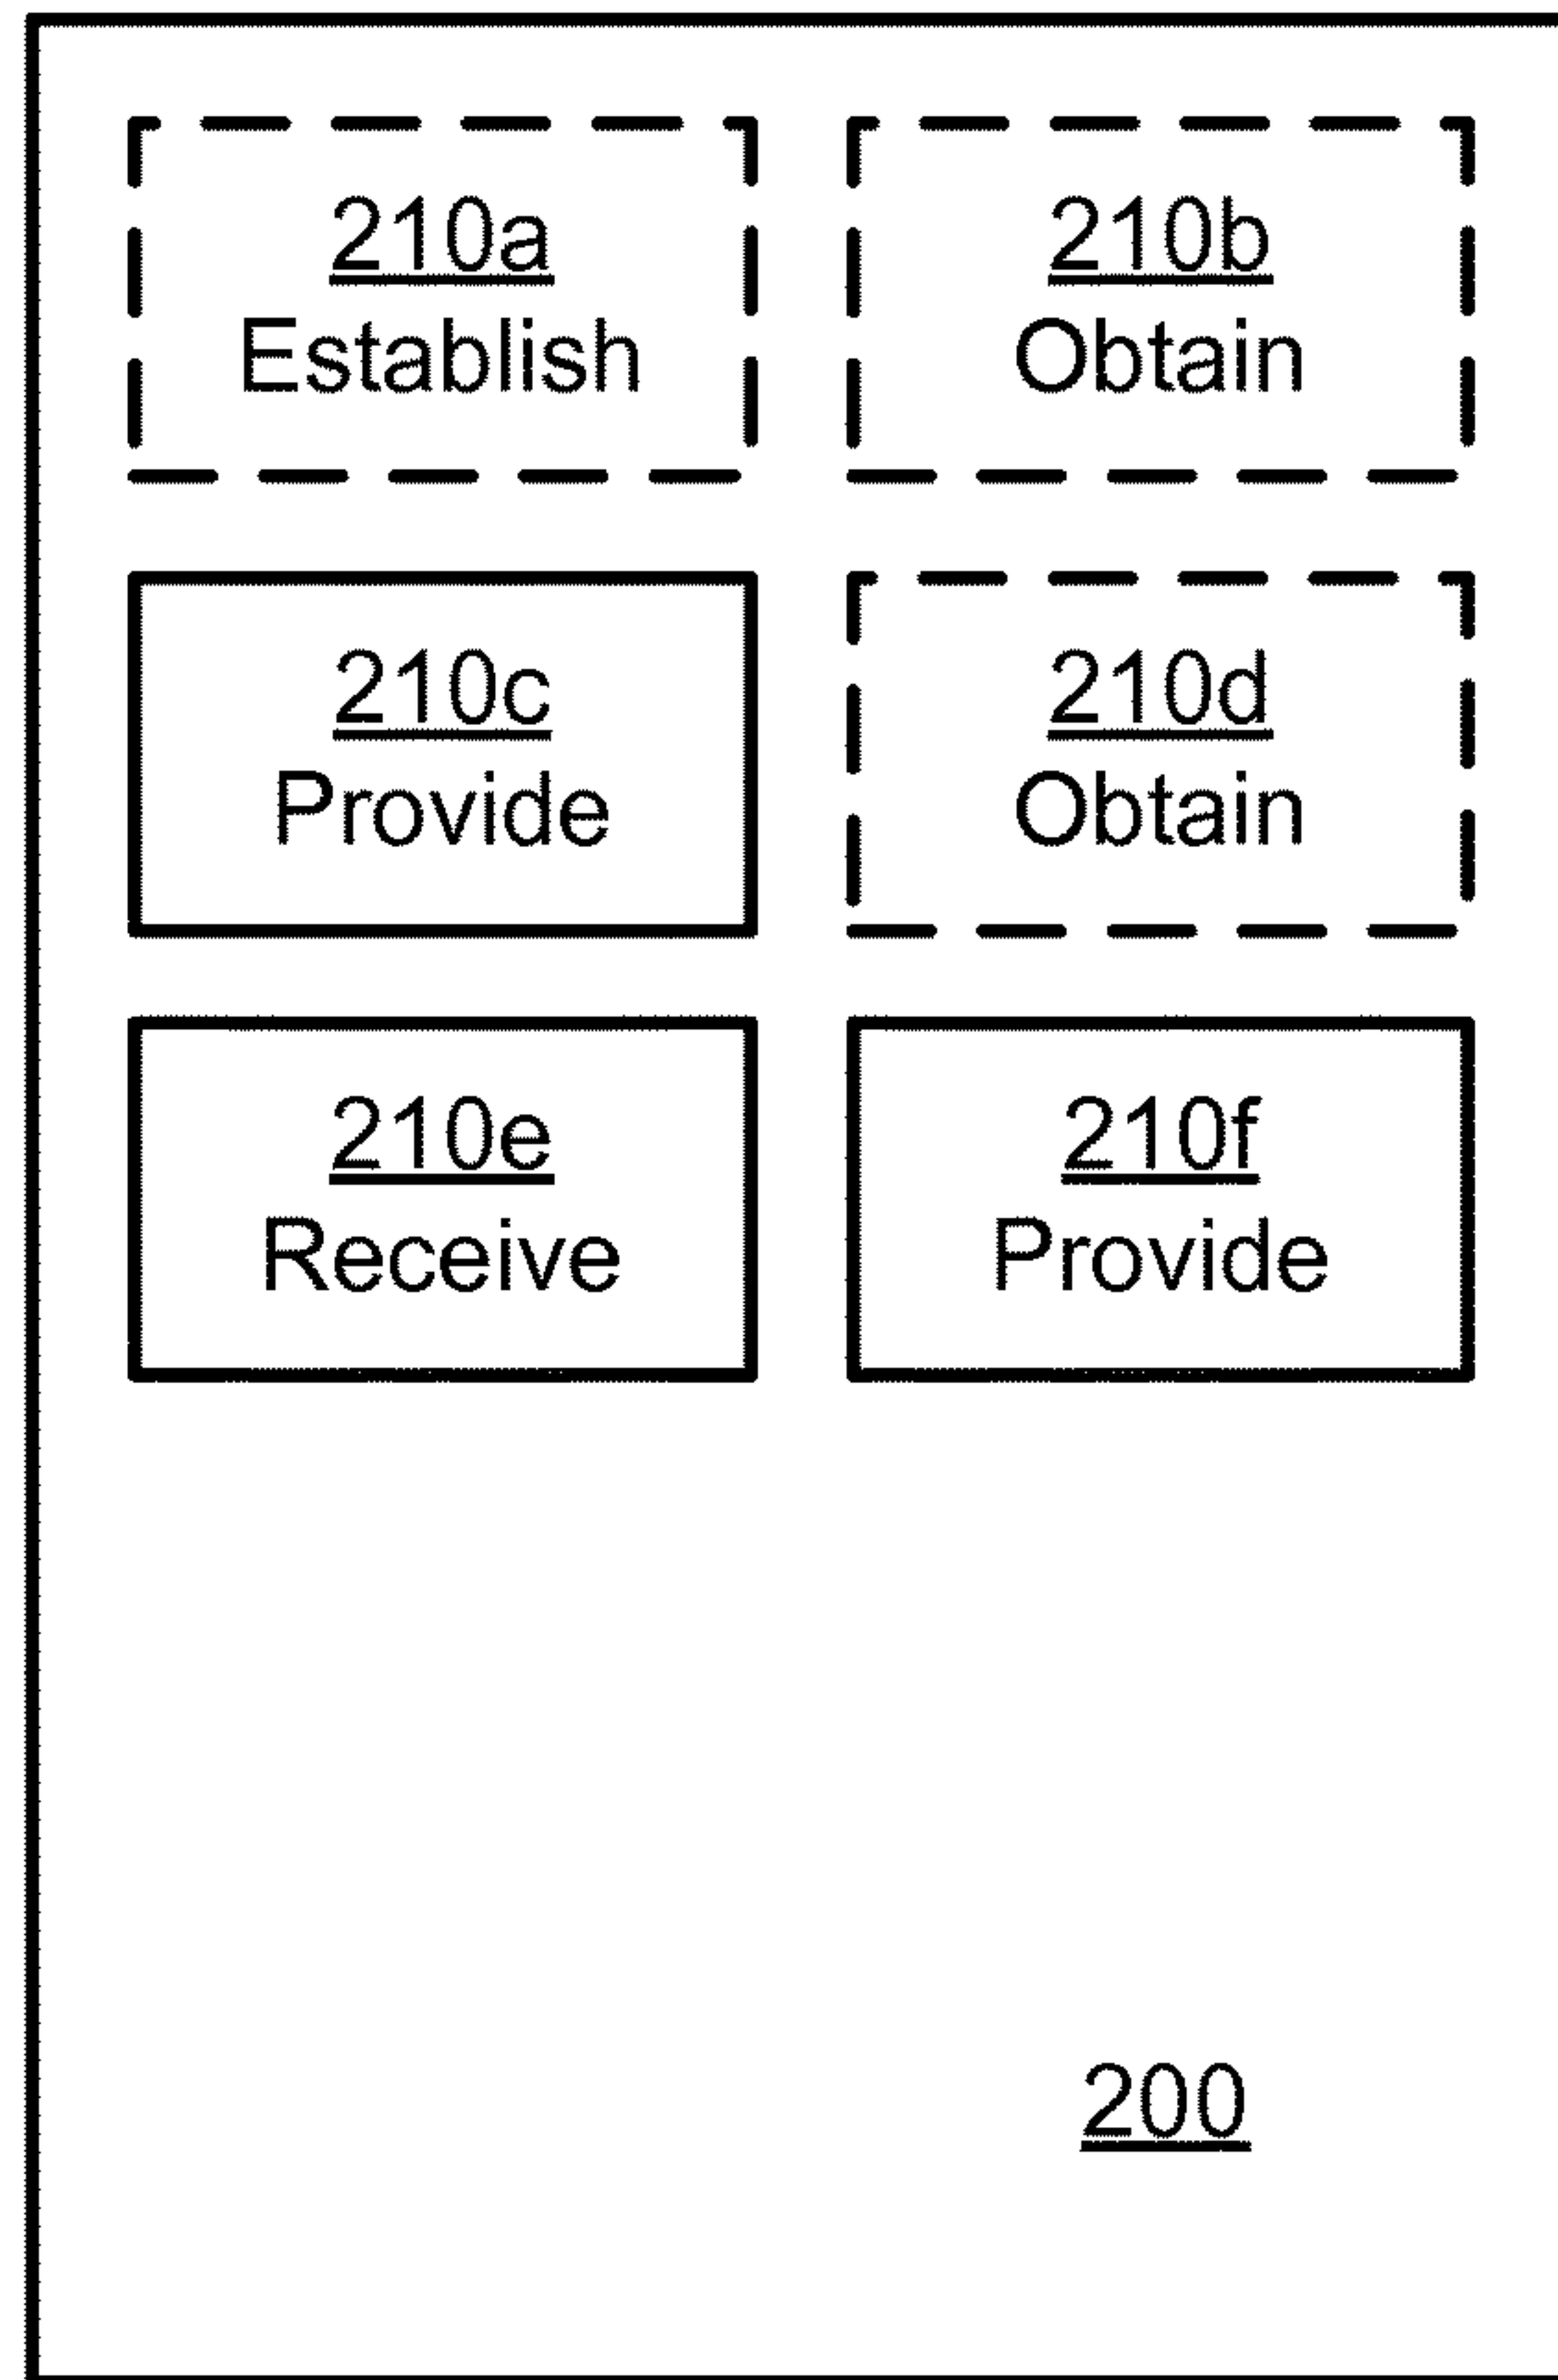 210a
Establish
210b
Obtain
210c
Provide
210d
Obtain
210e
Receive
210f
Provide
200